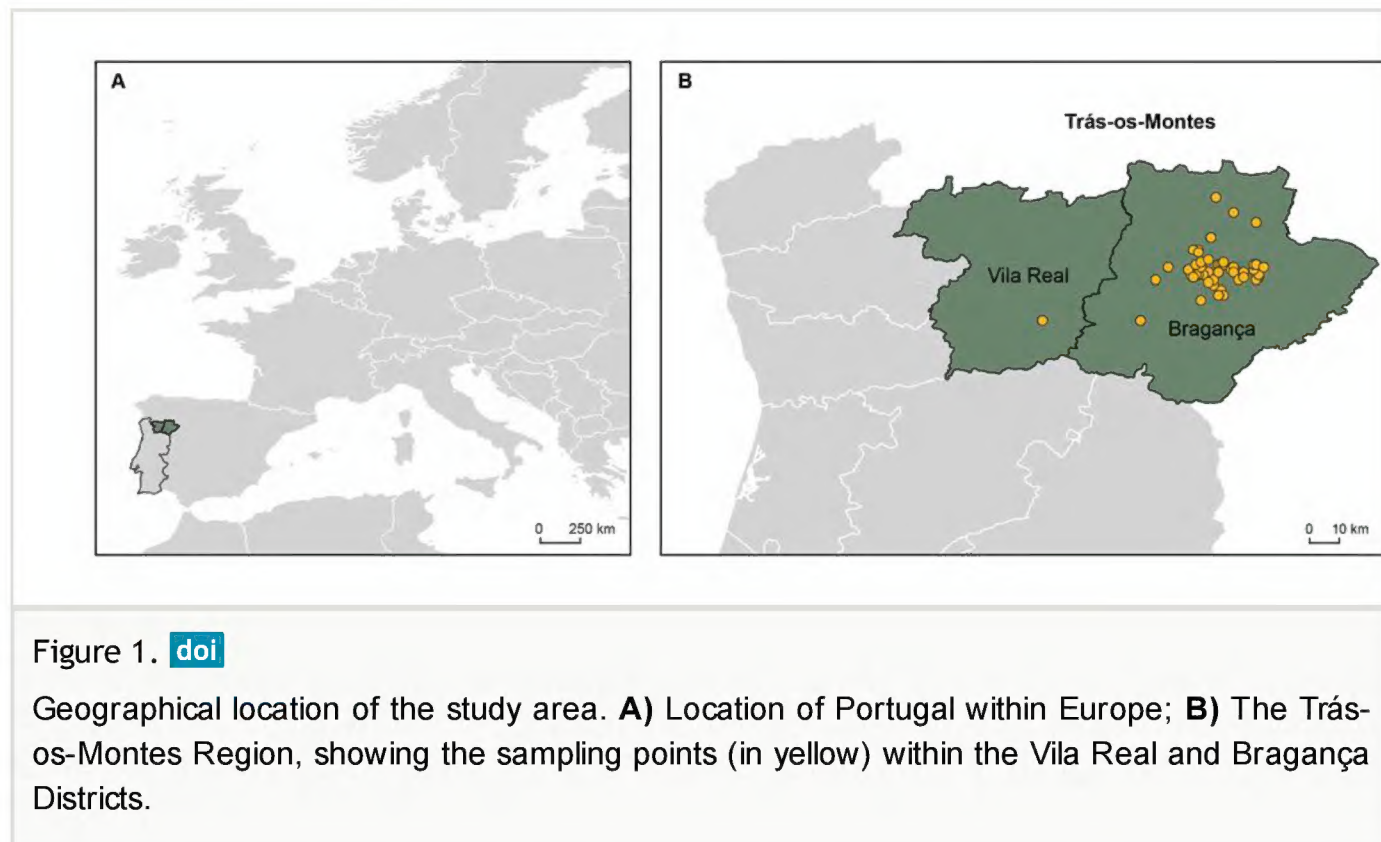 A
0 250 km
B
Trás-os-Montes
Vila Real
Bragança
0 10 km
Figure 1. doi
Geographical location of the study area. A) Location of Portugal within Europe; B) The Trás-
os-Montes Region, showing the sampling points (in yellow) within the Vila Real and Bragança
Districts.